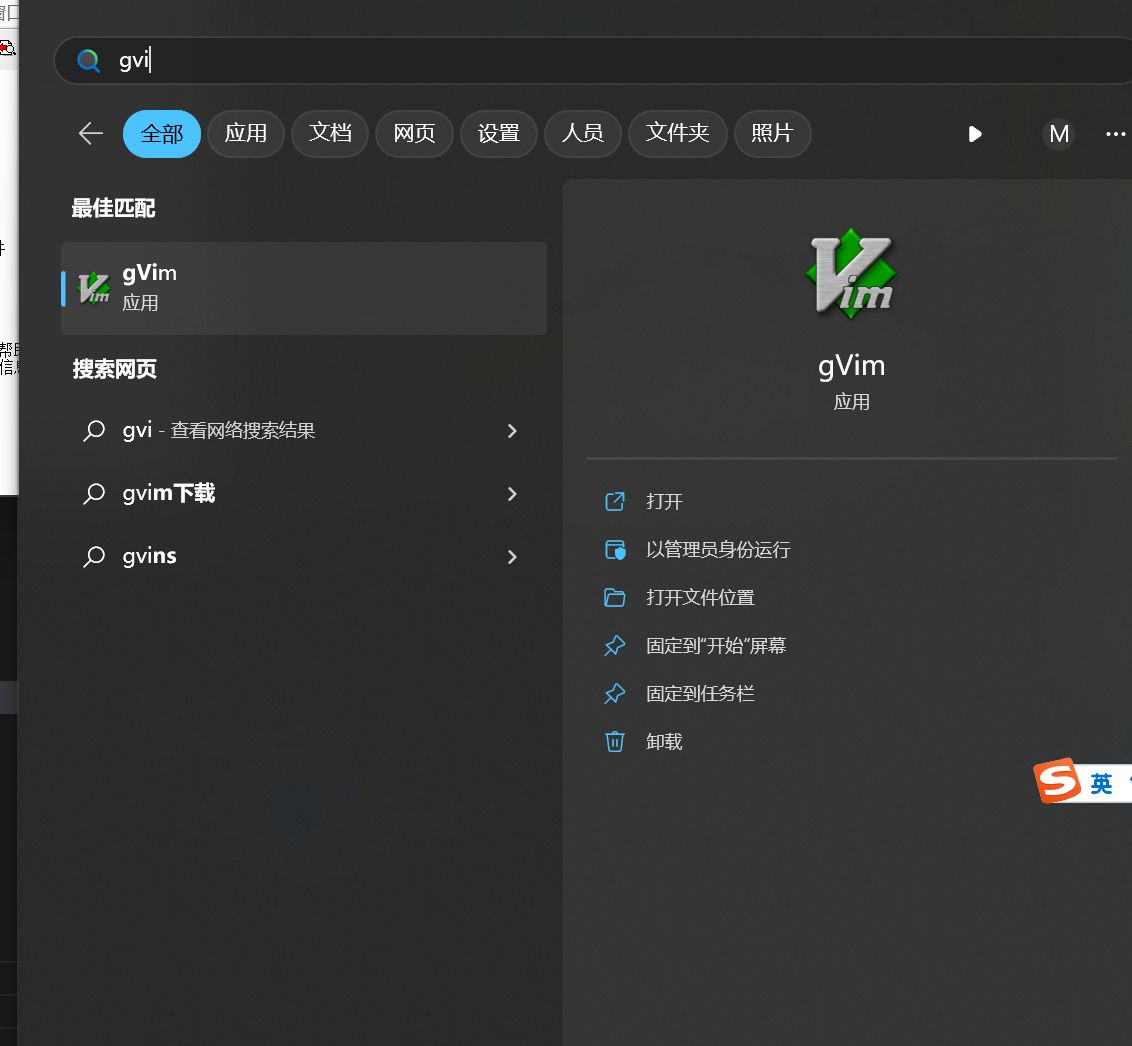 gvi
全部
应用
文档
网页
设置
人员
文件夹
照片
M
最佳匹配
gVim
应用
搜索网页
gvi - 查看网络搜索结果
gvim下载
gvins
Vim
gVim
应用
打开
以管理员身份运行
打开文件位置
固定到“开始”屏幕
固定到任务栏
卸载
英